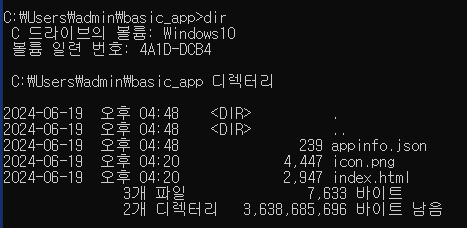 C:₩Users₩admin₩basic_app>dir
C 드라이브의 볼륨: Windows10
볼륨 일련 번호: 4A1D-DCB4
C:₩Users₩admin₩basic_app 디렉터리
2024-06-19 오후 04:48 <DIR> .
2024-06-19 오후 04:48 <DIR> ..
2024-06-19 오후 04:48 239 appinfo.json
2024-06-19 오후 04:20 4,447 icon.png
2024-06-19 오후 04:20 2,947 index.html
3개 파일 7,633 바이트
2개 디렉터리 3,638,685,696 바이트 남음